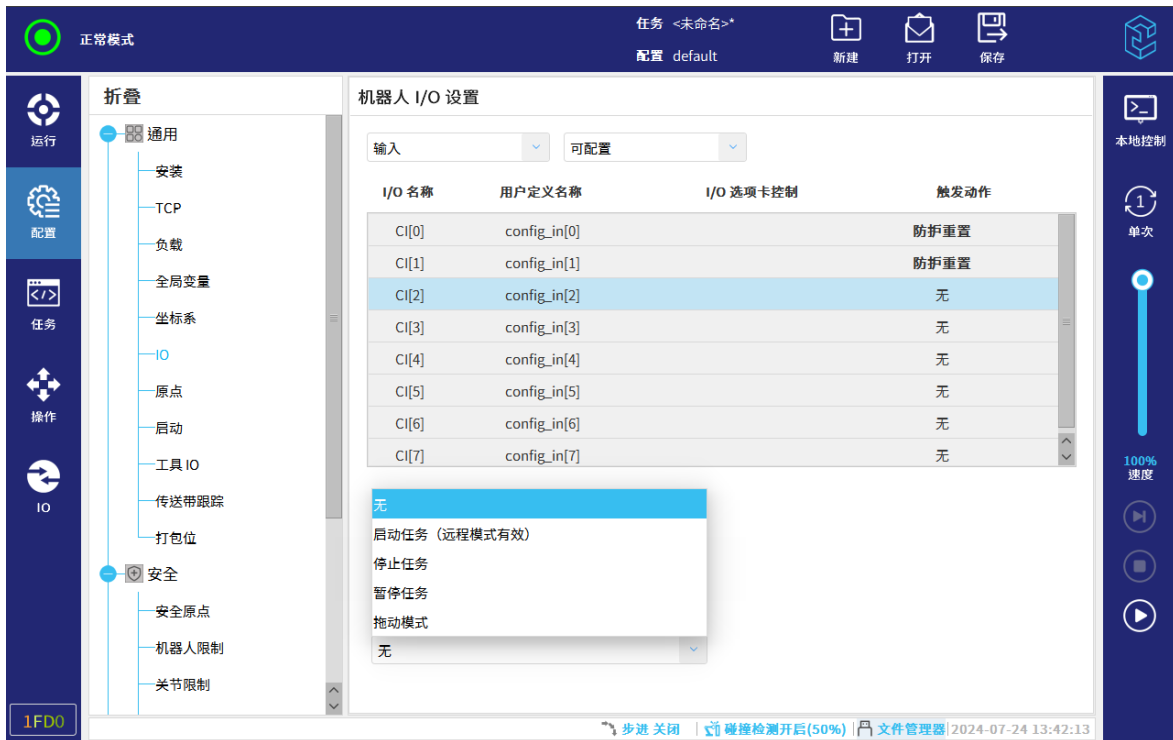 正常模式
任务 <未命名>*
配置 default
新建
打开
保存
运行
配置
任务
操作
IO
1FD0
折叠
通用
安装
TCP
负载
全局变量
坐标系
IO
原点
启动
工具 IO
传送带跟踪
打包位
安全
安全原点
机器人限制
关节限制
机器人 I/O 设置
输入 可配置
I/O 名称 用户定义名称 I/O 选项卡控制 触发动作
CI[0] config_in[0] 防护重置
CI[1] config_in[1] 防护重置
CI[2] config_in[2] 无
CI[3] config_in[3] 无
CI[4] config_in[4] 无
CI[5] config_in[5] 无
CI[6] config_in[6] 无
CI[7] config_in[7] 无
无
启动任务（远程模式有效）
停止任务
暂停任务
拖动模式
无
本地控制
1
单次
100%
速度
步进 关闭 碰撞检测开启(50%) 文件管理器 2024-07-24 13:42:13